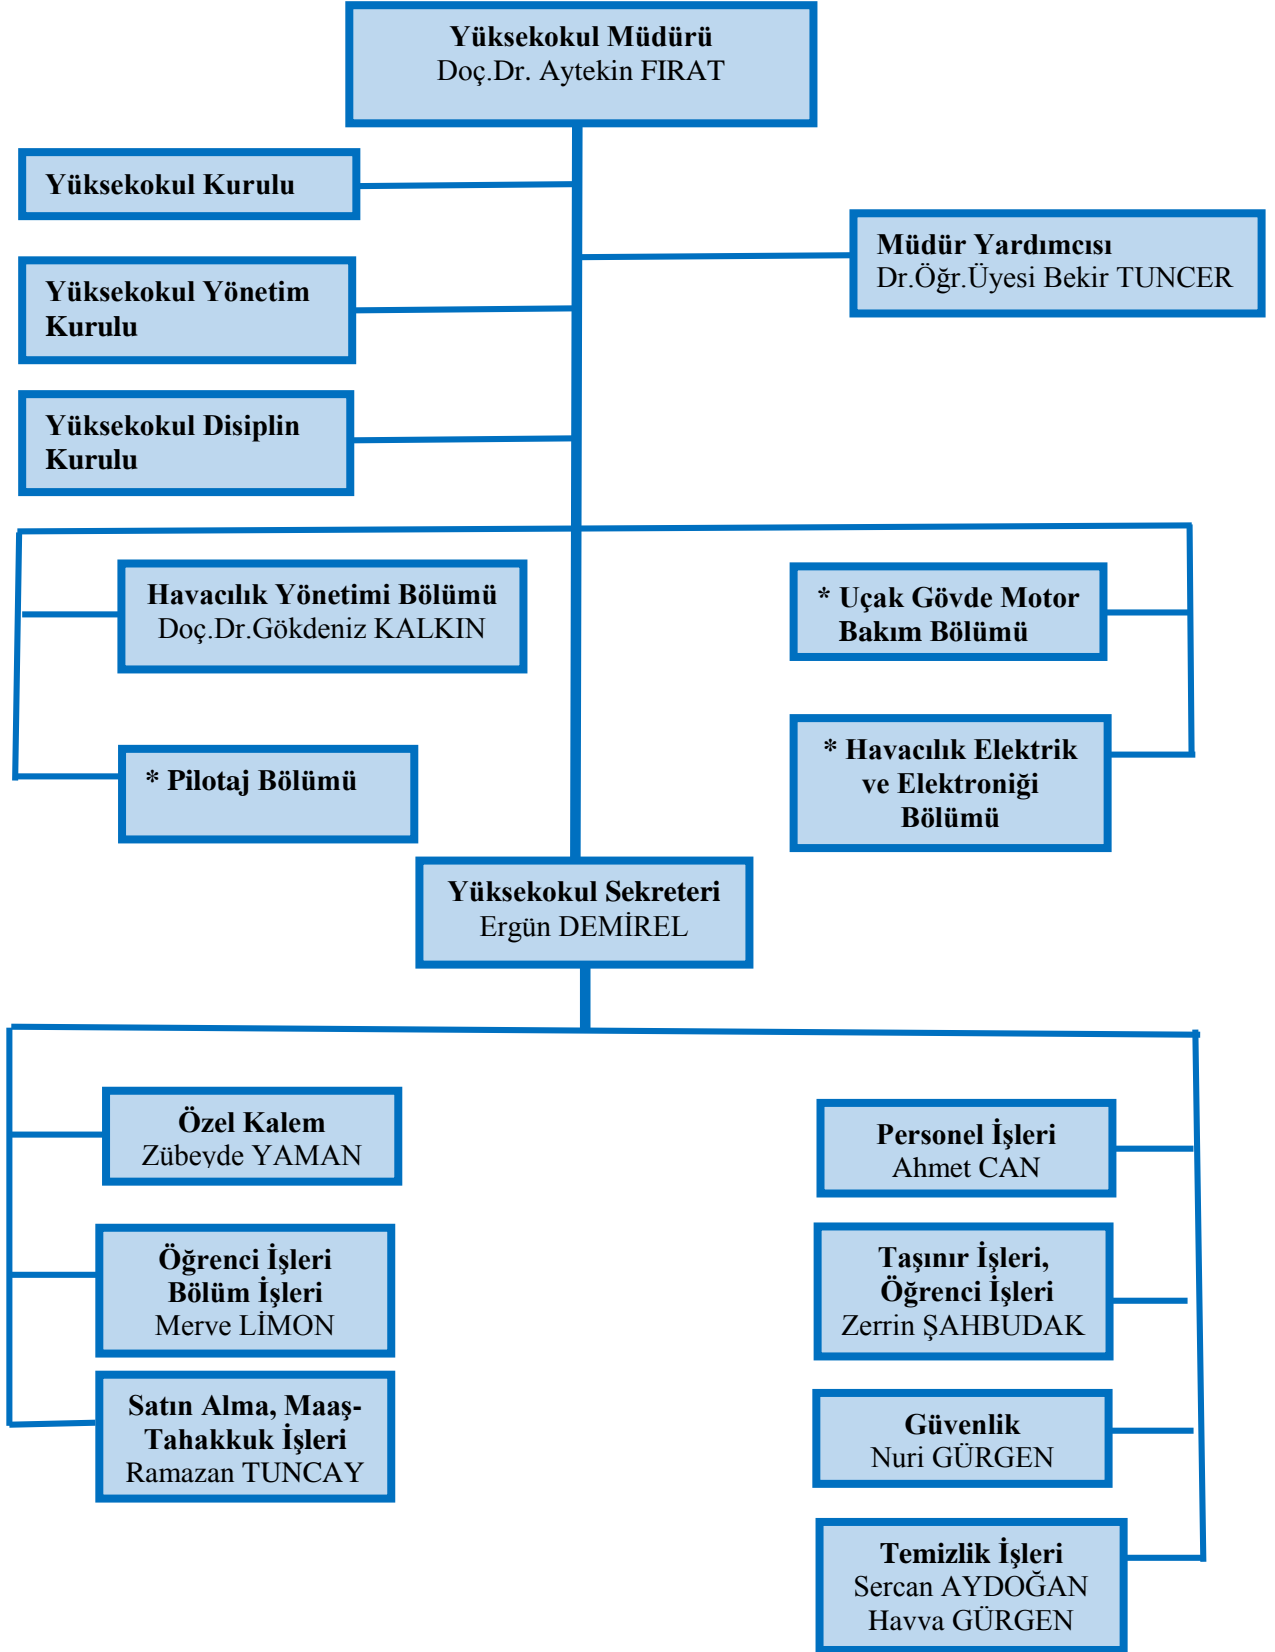 Yüksekokul Müdürü
Doç.Dr. Aytekin FIRAT
Yüksekokul Kurulu
Müdür Yardımcısı
Dr.Öğr.Üyesi Bekir TUNCER
Yüksekokul Yönetim
Kurulu
Yüksekokul Disiplin
Kurulu
Havacılık Yönetimi Bölümü
Doç.Dr.Gökdeniz KALKIN
* Uçak Gövde Motor
Bakım Bölümü
* Pilotaj Bölümü
* Havacılık Elektrik
ve Elektroniği
Bölümü
Yüksekokul Sekreteri
Ergün DEMİREL
Özel Kalem
Zübeyde YAMAN
Personel İşleri
Ahmet CAN
Öğrenci İşleri
Bölüm İşleri
Merve LİMON
Taşınır İşleri,
Öğrenci İşleri
Zerrin ŞAHBUDAK
Satın Alma, Maaş-
Tahakkuk İşleri
Ramazan TUNCAY
Güvenlik
Nuri GÜRGEN
Temizlik İşleri
Sercan AYDOĞAN
Havva GÜRGEN